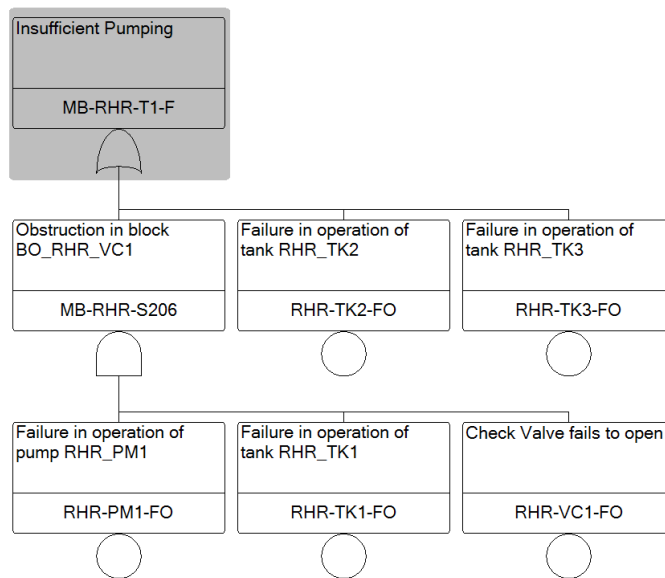 Insufficient Pumping
MB-RHR-T1-F
Obstruction in block
BO_RHR_VC1
MB-RHR-S206
Failure in operation of
tank RHR_TK2
RHR-TK2-FO
Failure in operation of
tank RHR_TK3
RHR-TK3-FO
Failure in operation of
pump RHR_PM1
RHR-PM1-FO
Failure in operation of
tank RHR_TK1
RHR-TK1-FO
Check Valve fails to open
RHR-VC1-FO